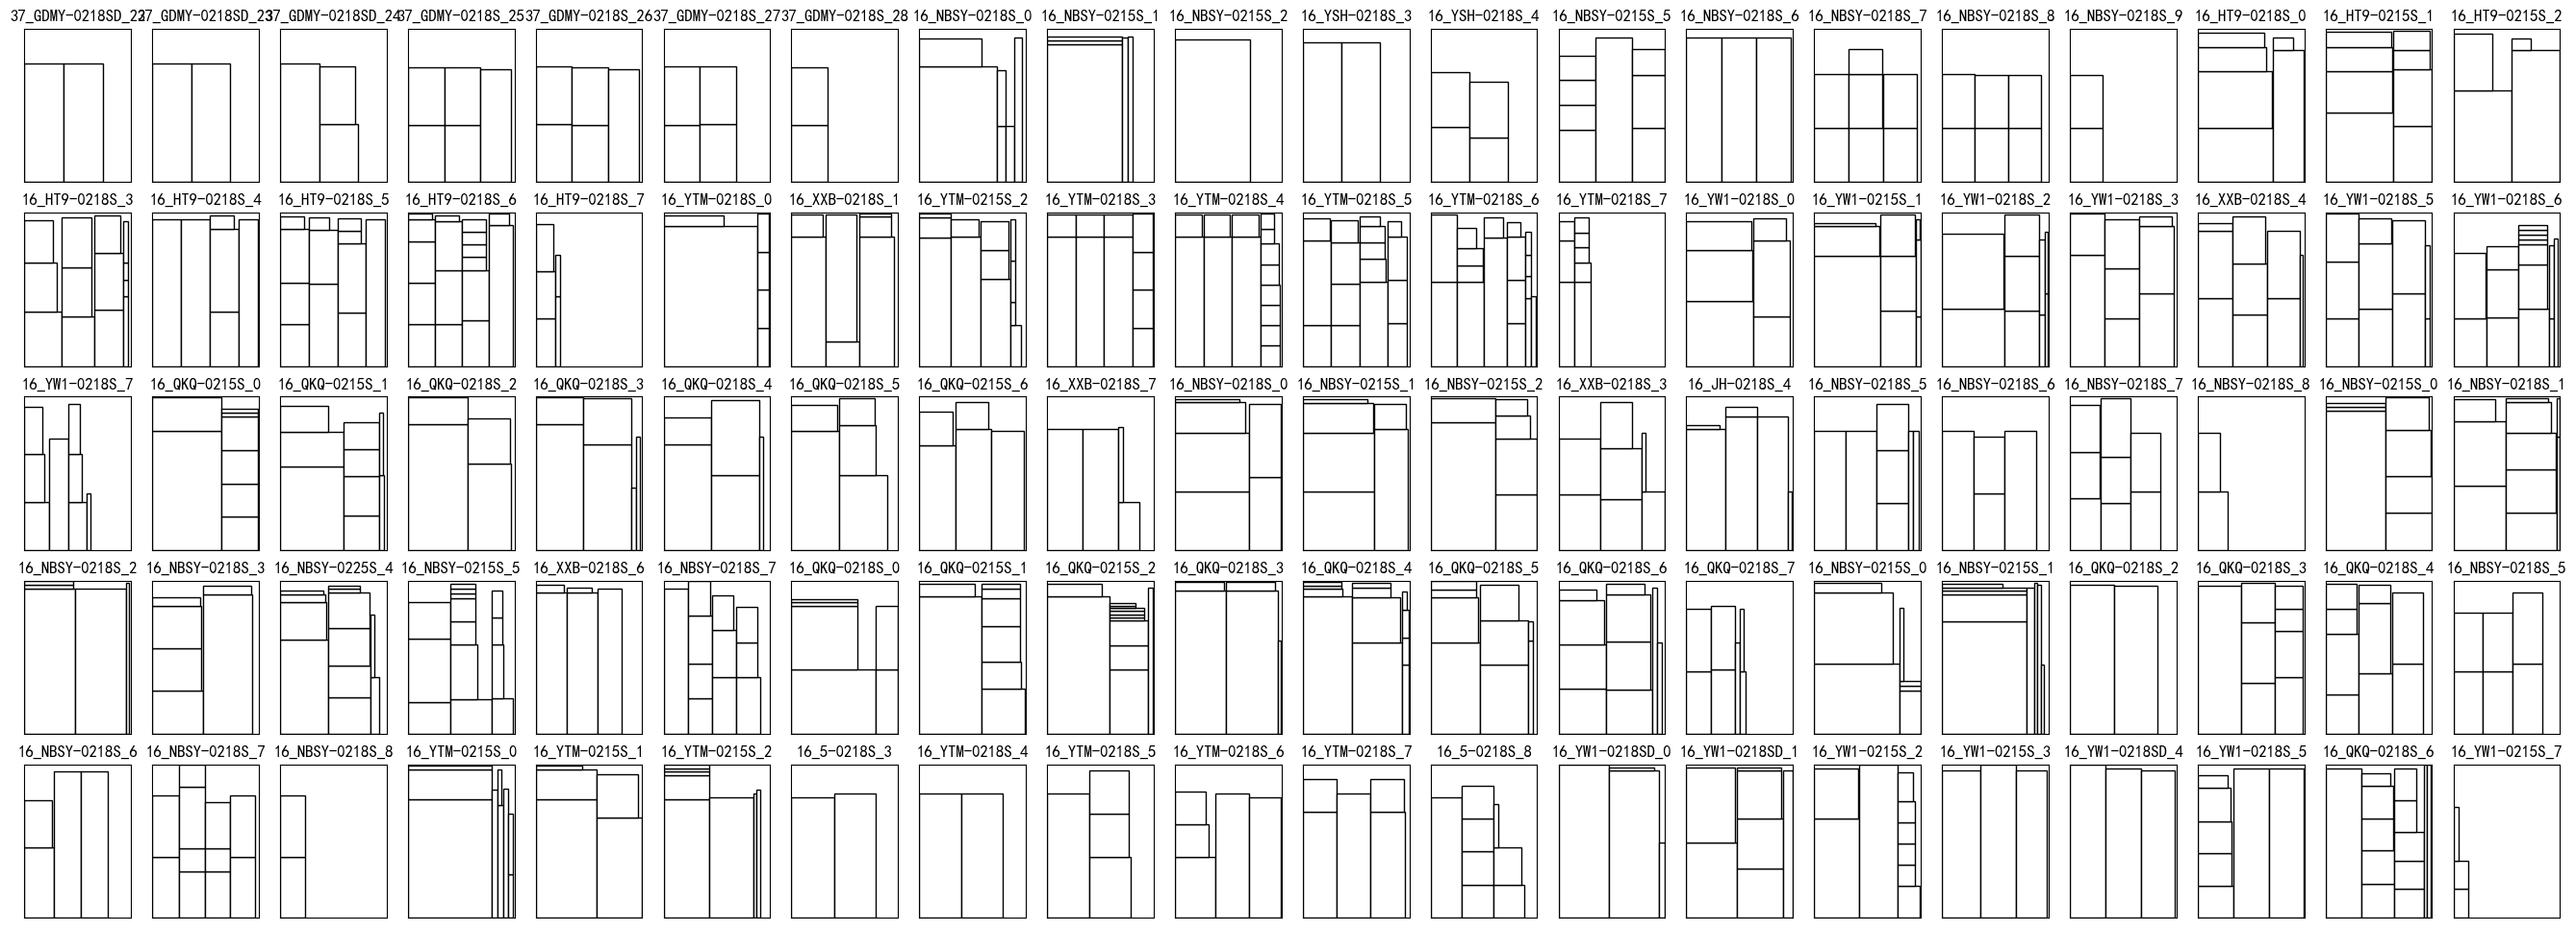 37_GDMY-0218SD_22 37_GDMY-0218SD_23 37_GDMY-0218SD_24 37_GDMY-0218S_25 37_GDMY-0218S_26 37_GDMY-0218S_27 37_GDMY-0218S_28 16_NBSY-0218S_0 16_NBSY-0215S_1 16_NBSY-0215S_2 16_YSH-0218S_3 16_YSH-0218S_4 16_NBSY-0215S_5 16_NBSY-0218S_6 16_NBSY-0218S_7 16_NBSY-0218S_8 16_NBSY-0218S_9 16_HT9-0218S_0 16_HT9-0215S_1 16_HT9-0215S_2
16_HT9-0218S_3 16_HT9-0218S_4 16_HT9-0218S_5 16_HT9-0218S_6 16_HT9-0218S_7 16_YTM-0218S_0 16_XXB-0218S_1 16_YTM-0215S_2 16_YTM-0218S_3 16_YTM-0218S_4 16_YTM-0218S_5 16_YTM-0218S_6 16_YTM-0218S_7 16_YW1-0218S_0 16_YW1-0215S_1 16_YW1-0218S_2 16_YW1-0218S_3 16_XXB-0218S_4 16_YW1-0218S_5 16_YW1-0218S_6
16_YW1-0218S_7 16_QKQ-0215S_0 16_QKQ-0215S_1 16_QKQ-0218S_2 16_QKQ-0218S_3 16_QKQ-0218S_4 16_QKQ-0218S_5 16_QKQ-0215S_6 16_XXB-0218S_7 16_NBSY-0218S_0 16_NBSY-0215S_1 16_NBSY-0215S_2 16_XXB-0218S_3 16_JH-0218S_4 16_NBSY-0218S_5 16_NBSY-0218S_6 16_NBSY-0218S_7 16_NBSY-0218S_8 16_NBSY-0215S_0 16_NBSY-0218S_1
16_NBSY-0218S_2 16_NBSY-0218S_3 16_NBSY-0225S_4 16_NBSY-0215S_5 16_XXB-0218S_6 16_NBSY-0218S_7 16_QKQ-0218S_0 16_QKQ-0215S_1 16_QKQ-0215S_2 16_QKQ-0218S_3 16_QKQ-0218S_4 16_QKQ-0218S_5 16_QKQ-0218S_6 16_QKQ-0218S_7 16_NBSY-0215S_0 16_NBSY-0215S_1 16_QKQ-0218S_2 16_QKQ-0218S_3 16_QKQ-0218S_4 16_NBSY-0218S_5
16_NBSY-0218S_6 16_NBSY-0218S_7 16_NBSY-0218S_8 16_YTM-0215S_0 16_YTM-0215S_1 16_YTM-0215S_2 16_5-0218S_3 16_YTM-0218S_4 16_YTM-0218S_5 16_YTM-0218S_6 16_YTM-0218S_7 16_5-0218S_8 16_YW1-0218SD_0 16_YW1-0218SD_1 16_YW1-0215S_2 16_YW1-0215S_3 16_YW1-0218SD_4 16_YW1-0218S_5 16_QKQ-0218S_6 16_YW1-0215S_7